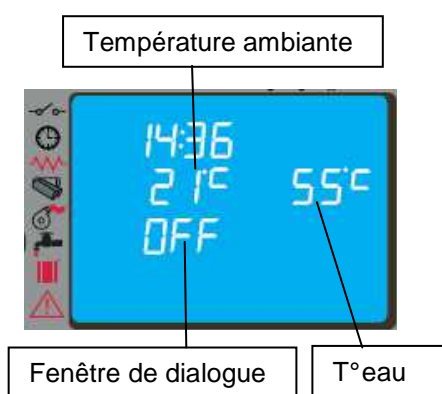 Température ambiante
14:36
21°C 55°C
OFF
Fenêtre de dialogue T°eau